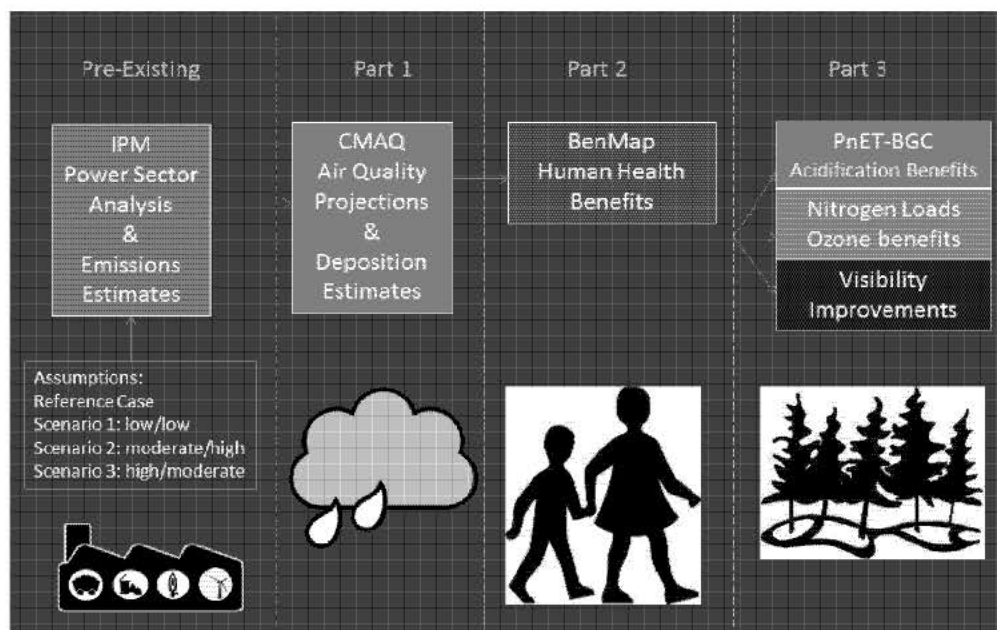 Pre-Existing
Part 1
Part 2
Part 3
IPM
Power Sector
Analysis
&
Emissions
Estimates
CMAQ
Air Quality
Projections
&
Deposition
Estimates
BenMap
Human Health
Benefits
PnET-BGC
Acidification Benefits
Nitrogen Loads
Ozone benefits
Visibility
Improvements
Assumptions:
Reference Case
Scenario 1: low/low
Scenario 2: moderate/high
Scenario 3: high/moderate